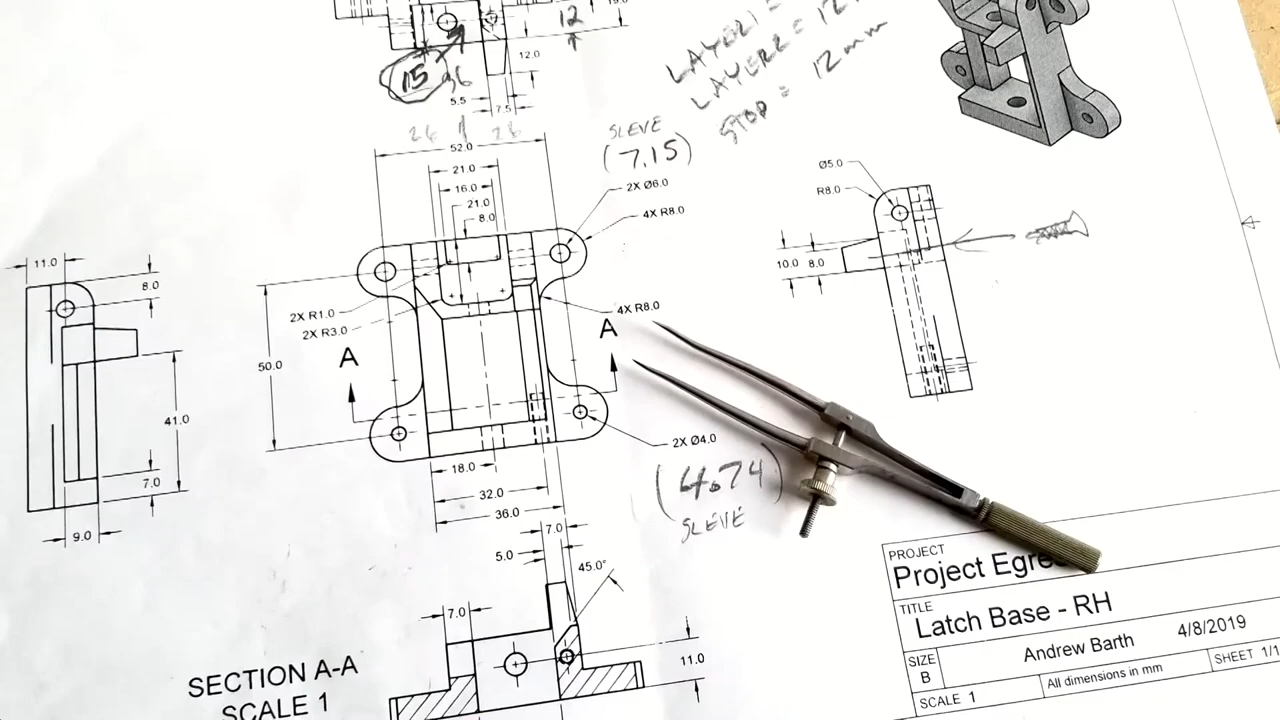 12
19.0
15
36
12.0
5.5
7.5
LAYER1 =
LAYER2 = 12
STOP = 12mm
26 26
52.0
SLEVE
(7.15)
21.0
16.0
21.0
8.0
2X Ø6.0
4X R8.0
Ø5.0
R8.0
10.0 8.0
11.0
8.0
41.0
7.0
9.0
2X R1.0
2X R3.0
4X R8.0
A A
50.0
2X Ø4.0
(4.74)
SLEVE
18.0
32.0
36.0
7.0
5.0
45.0°
7.0
11.0
SECTION A-A
SCALE 1
PROJECT
Project Egre
TITLE
Latch Base - RH
SIZE
B
Andrew Barth 4/8/2019
SCALE 1
All dimensions in mm
SHEET 1/1